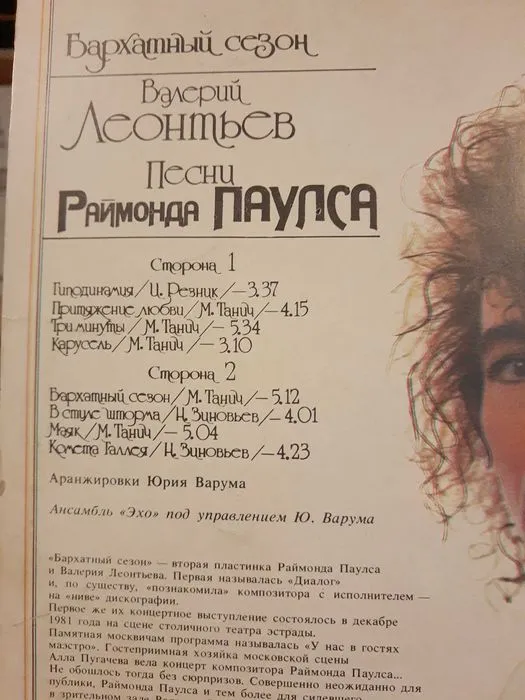 Бархатный сезон
Валерий
Леонтьев
Песни
Раймонда ПАУЛСА
Сторона 1
Гиподинамия /И. Резник /—3.37
Притяжение любви/ М. Танич/— 4.15
Три минуты/ М. Танич /— 5.34
Карусель/ М. Танич /— 3.10
Сторона 2
Бархатный сезон/М. Танич/— 5.12
В стиле шторма/Н. Зиновьев/—4.01
Маяк/М. Танич/— 5.04
Комета Галлея/Н. Зиновьев/—4.23
Аранжировки Юрия Варума
Ансамбль «Эхо» под управлением Ю. Варума
«Бархатный сезон» — вторая пластинка Раймонда Паулса
и Валерия Леонтьева. Первая называлась «Диалог»
и, по существу, «познакомила» композитора с исполнителем —
на «ниве» дискографии.
Первое же их концертное выступление состоялось в декабре
1981 года на сцене столичного театра эстрады.
Памятная москвичам программа называлась «У нас в гостях
маэстро». Гостеприимная хозяйка московской сцены
Алла Пугачева вела концерт композитора Раймонда Паулса...
Не обошлось тогда без сюрпризов. Совершенно неожиданно для
публики, Раймонда Паулса и тем более для сидевшего
в зрительном зале